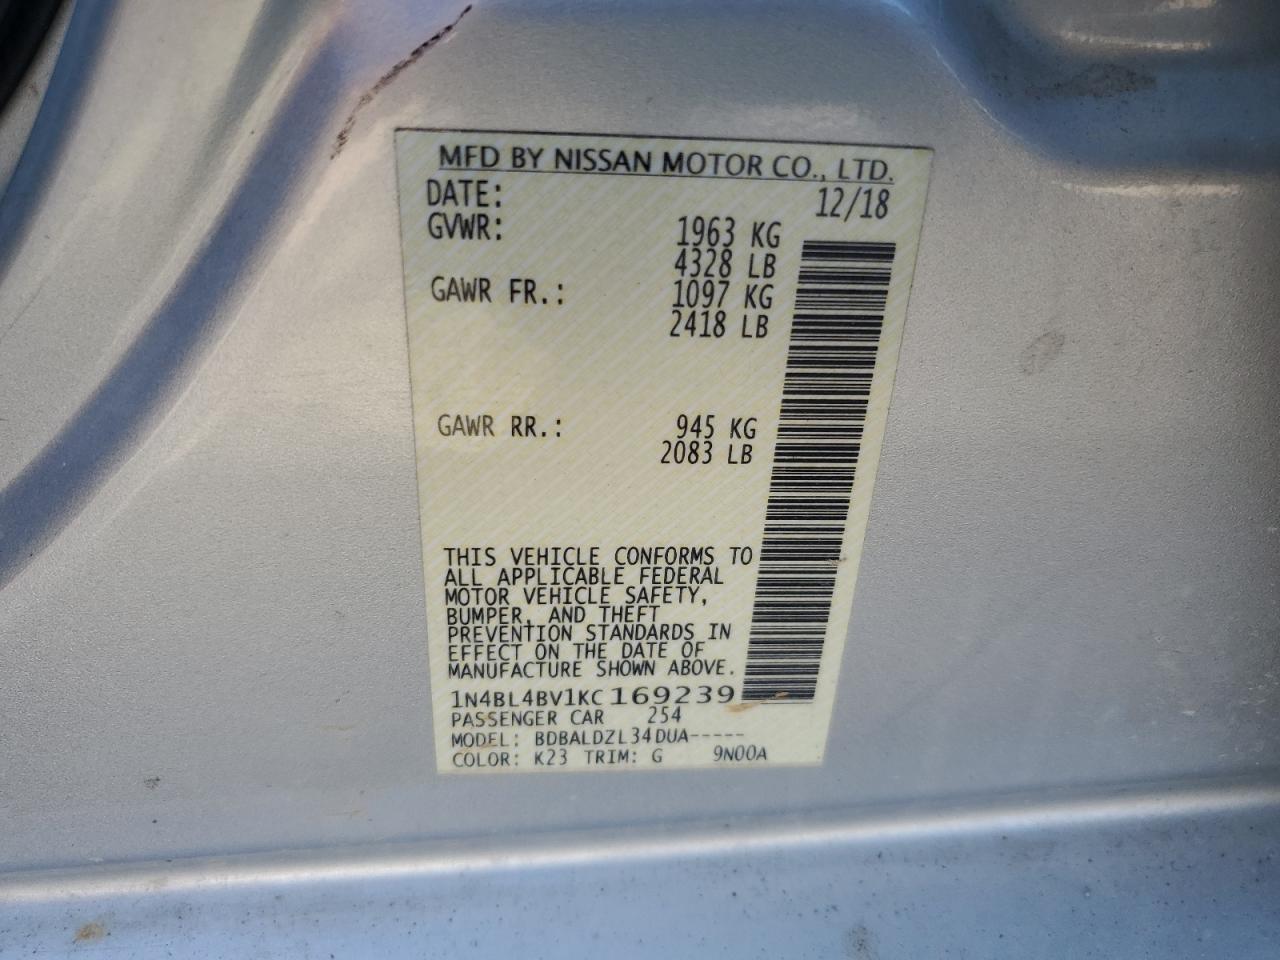 MFD BY NISSAN MOTOR CO., LTD.
DATE: 12/18
GVWR: 1963 KG
4328 LB
GAWR FR.: 1097 KG
2418 LB
GAWR RR.: 945 KG
2083 LB
THIS VEHICLE CONFORMS TO
ALL APPLICABLE FEDERAL
MOTOR VEHICLE SAFETY,
BUMPER, AND THEFT
PREVENTION STANDARDS IN
EFFECT ON THE DATE OF
MANUFACTURE SHOWN ABOVE.
1N4BL4BV1KC169239
PASSENGER CAR 254
MODEL: BDBALDZL34DUA-----
COLOR: K23 TRIM: G 9N00A